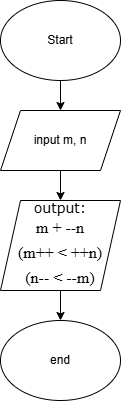 Start
input m, n
output:
m + --n
(m++ < ++n)
(n-- < --m)
end